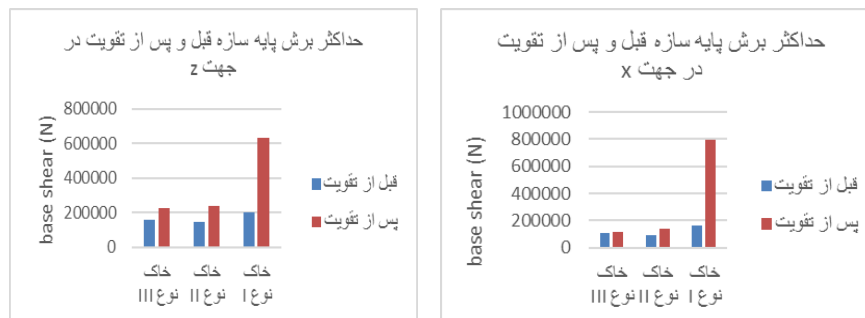 حداکثر برش پایه سازه قبل و پس از تقویت در
جهت z
800000
600000
400000
200000
0
base shear (N)
خاک
نوع III
خاک
نوع II
خاک
نوع I
قبل از تقویت
پس از تقویت
حداکثر برش پایه سازه قبل و پس از تقویت
در جهت x
1000000
800000
600000
400000
200000
0
base shear (N)
خاک
نوع III
خاک
نوع II
خاک
نوع I
قبل از تقویت
پس از تقویت